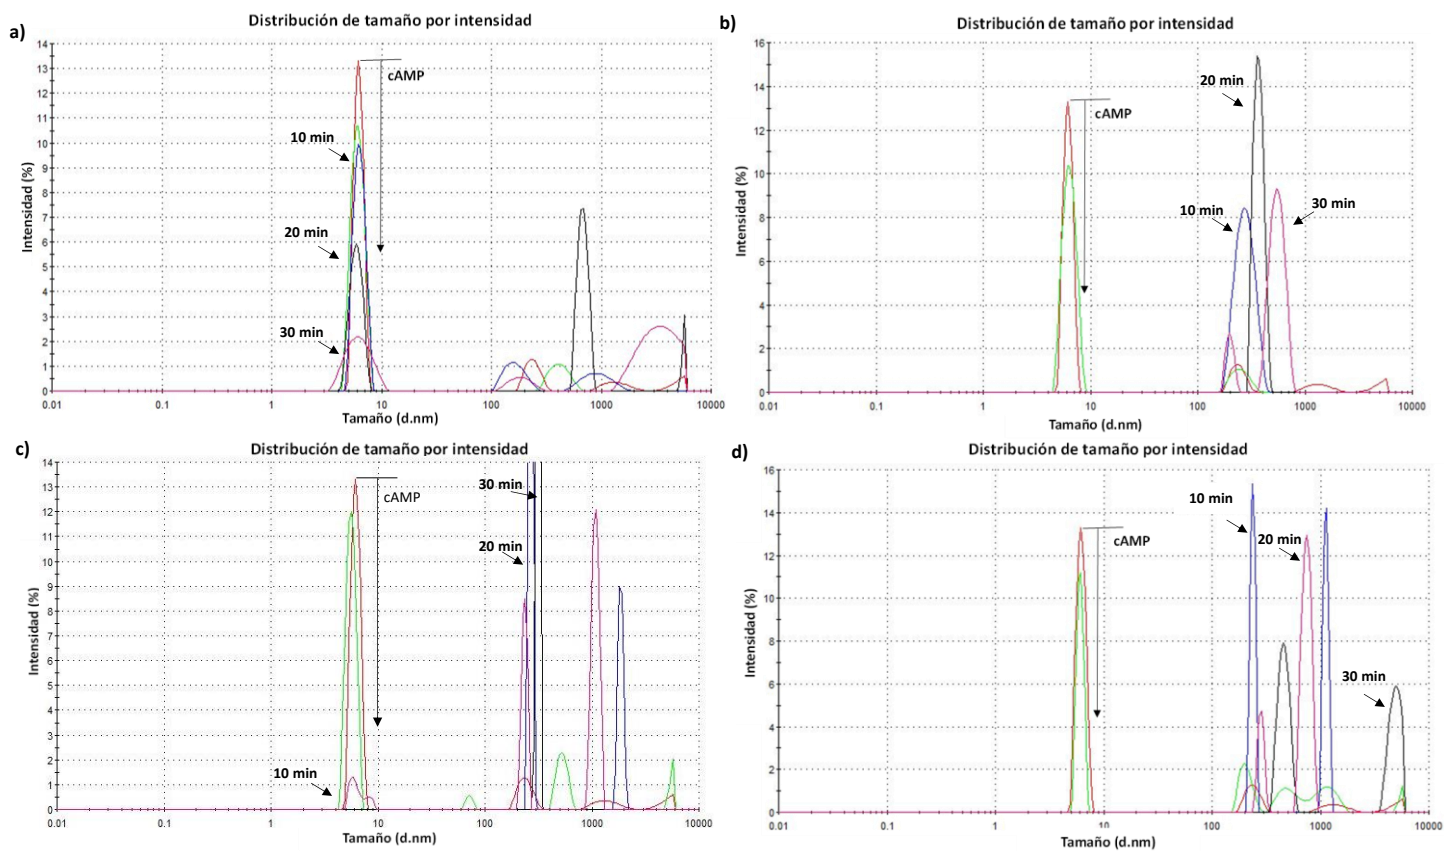 a)
Distribución de tamaño por intensidad
Intensidad (%)
14
13
12
11
10
9
8
7
6
5
4
3
2
1
0
cAMP
10 min
20 min
30 min
0.01 0.1 1 10 100 1000 10000
Tamaño (d.nm)
b)
Distribución de tamaño por intensidad
Intensidad (%)
16
14
12
10
8
6
4
2
0
cAMP
20 min
10 min
30 min
0.01 0.1 1 10 100 1000 10000
Tamaño (d.nm)
c)
Distribución de tamaño por intensidad
Intensidad (%)
14
13
12
11
10
9
8
7
6
5
4
3
2
1
0
cAMP
30 min
20 min
10 min
0.01 0.1 1 10 100 1000 10000
Tamaño (d.nm)
d)
Distribución de tamaño por intensidad
Intensidad (%)
16
14
12
10
8
6
4
2
0
cAMP
10 min
20 min
30 min
0.01 0.1 1 10 100 1000 10000
Tamaño (d.nm)